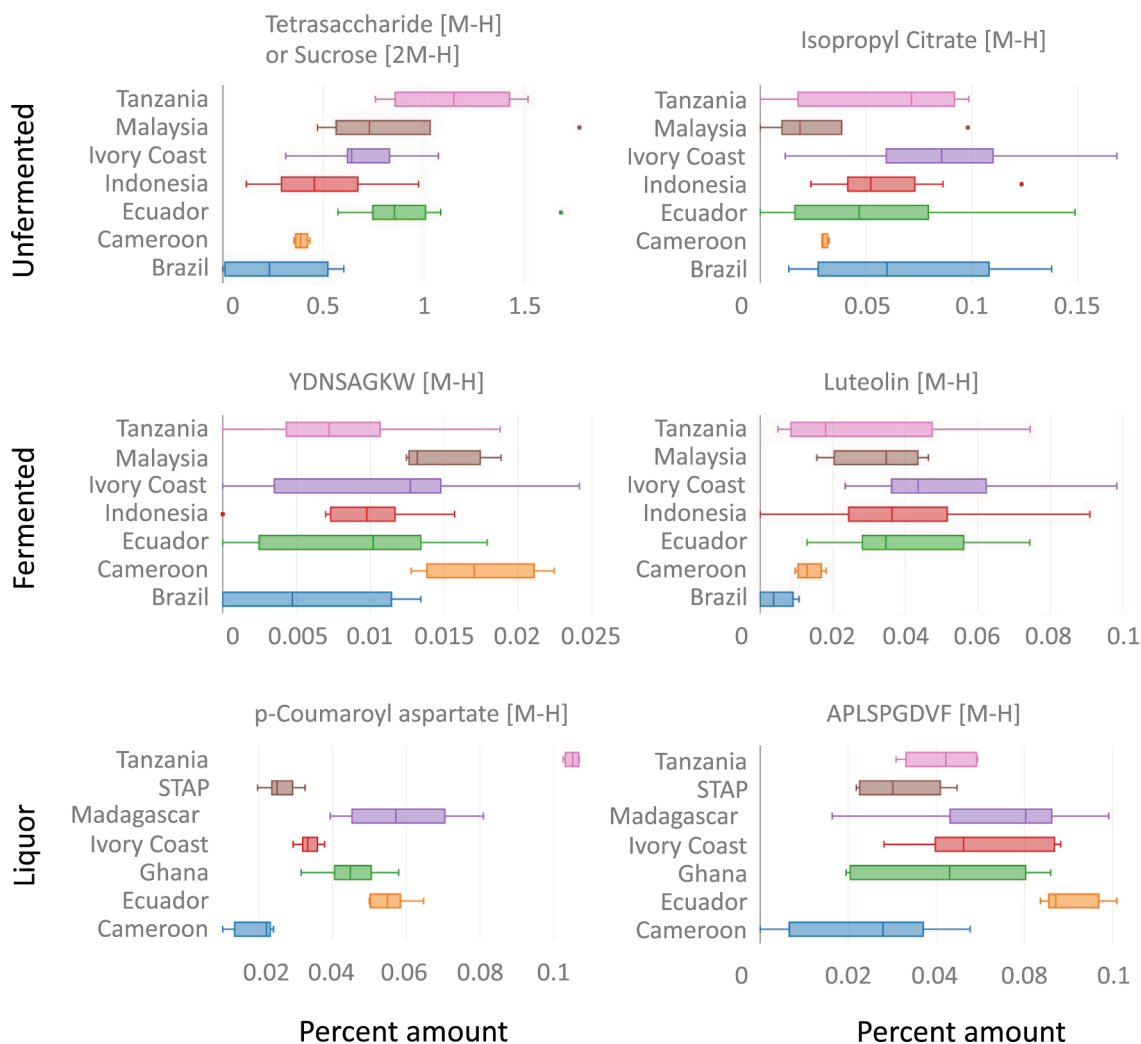 Tetrasaccharide [M-H]
or Sucrose [2M-H]
Isopropyl Citrate [M-H]
Unfermented
Tanzania
Malaysia
Ivory Coast
Indonesia
Ecuador
Cameroon
Brazil
0 0.5 1 1.5
Tanzania
Malaysia
Ivory Coast
Indonesia
Ecuador
Cameroon
Brazil
0 0.05 0.1 0.15
YDNSAGKW [M-H]
Luteolin [M-H]
Fermented
Tanzania
Malaysia
Ivory Coast
Indonesia
Ecuador
Cameroon
Brazil
0 0.005 0.01 0.015 0.02 0.025
Tanzania
Malaysia
Ivory Coast
Indonesia
Ecuador
Cameroon
Brazil
0 0.02 0.04 0.06 0.08 0.1
p-Coumaroyl aspartate [M-H]
APLSPGDVF [M-H]
Liquor
Tanzania
STAP
Madagascar
Ivory Coast
Ghana
Ecuador
Cameroon
0.02 0.04 0.06 0.08 0.1
Tanzania
STAP
Madagascar
Ivory Coast
Ghana
Ecuador
Cameroon
0 0.02 0.04 0.06 0.08 0.1
Percent amount
Percent amount